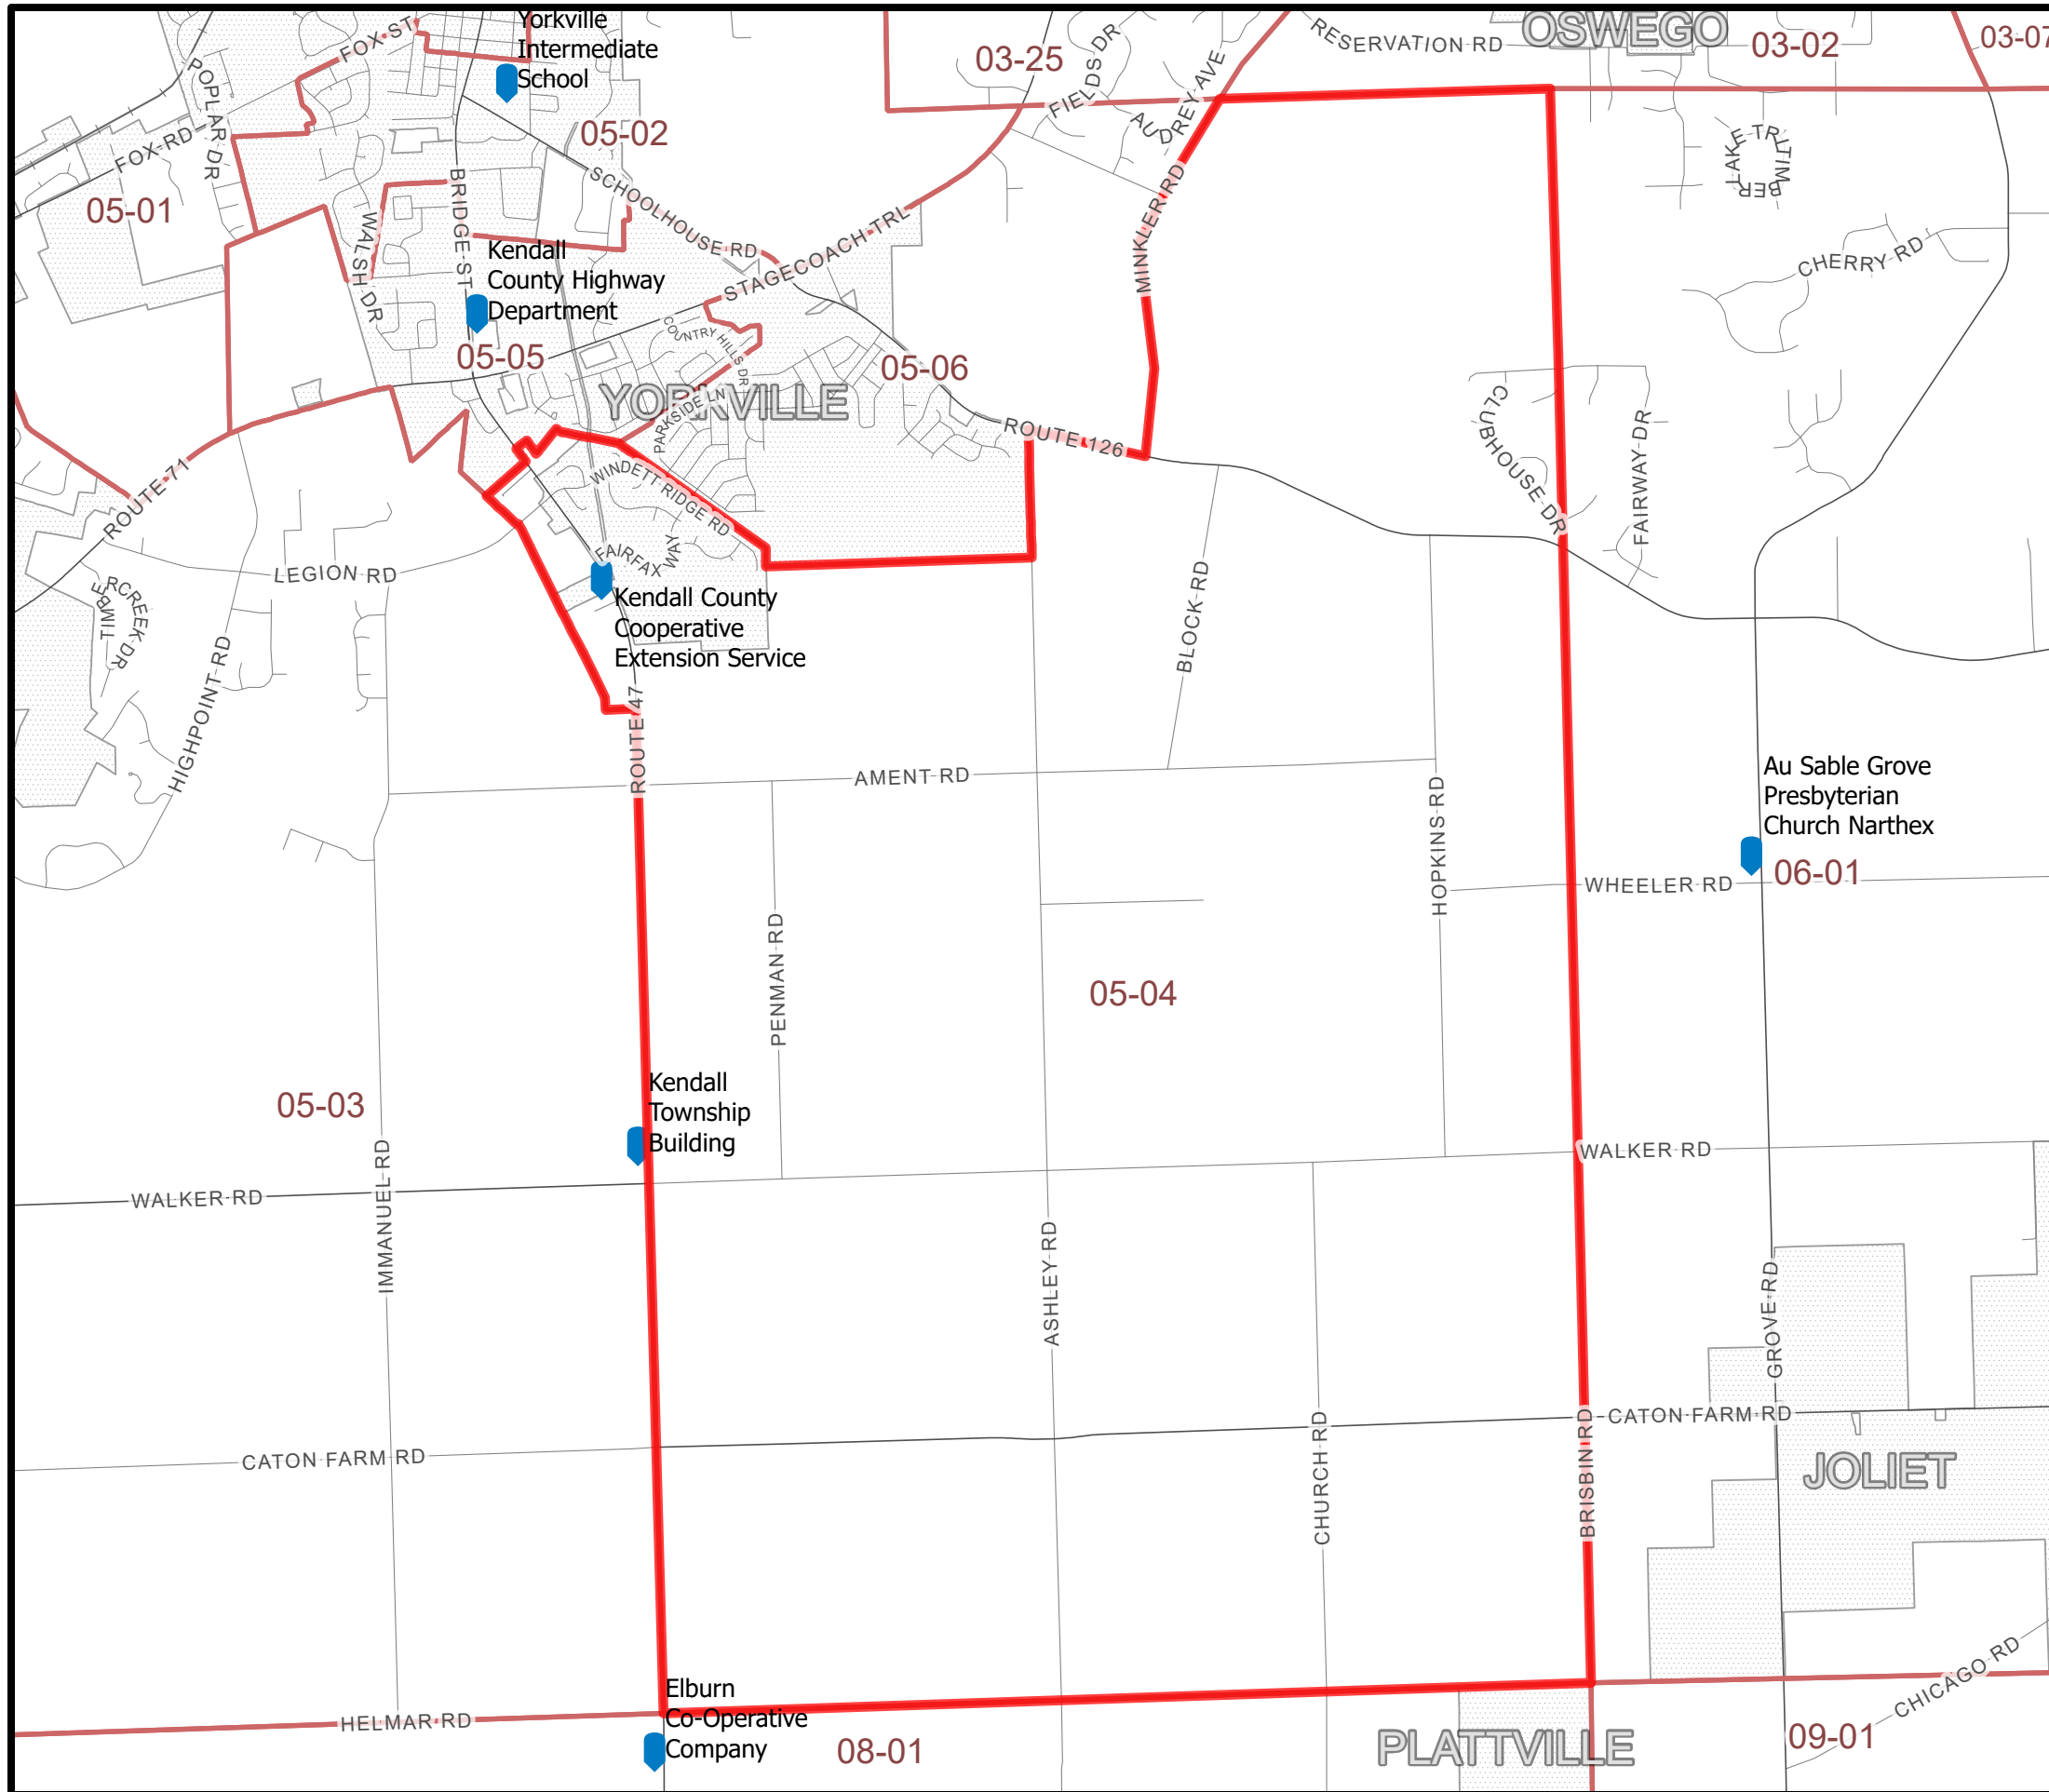 Yorkville
Intermediate
School
FOX ST
POPLAR DR
FOX RD
05-01
05-02
03-25
FIELDS DR
AUDREY AVE
RESERVATION RD
OSWEGO
03-02
03-07
LAKE TR
TIMBER
WALSH DR
BRIDGE ST
SCHOOLHOUSE RD
STAGECOACH TRL
MINKLER RD
CHERRY RD
Kendall
County Highway
Department
05-05
COUNTRY HILLS DR
05-06
YORKVILLE
PARKSIDE LN
ROUTE 126
CLUBHOUSE DR
FAIRWAY DR
ROUTE 71
WINDETT RIDGE RD
FAIRFAX WAY
LEGION RD
TIMBERCREEK DR
HIGHPOINT RD
Kendall County
Cooperative
Extension Service
BLOCK RD
ROUTE 47
AMENT RD
HOPKINS RD
Au Sable Grove
Presbyterian
Church Narthex
06-01
WHEELER RD
PENMAN RD
05-04
05-03
Kendall
Township
Building
IMMANUEL RD
WALKER RD
WALKER RD
ASHLEY RD
GROVE RD
CATON FARM RD
CATON FARM RD
CHURCH RD
BRISBIN RD
JOLIET
HELMAR RD
Elburn
Co-Operative
Company
08-01
PLATTVILLE
09-01
CHICAGO RD